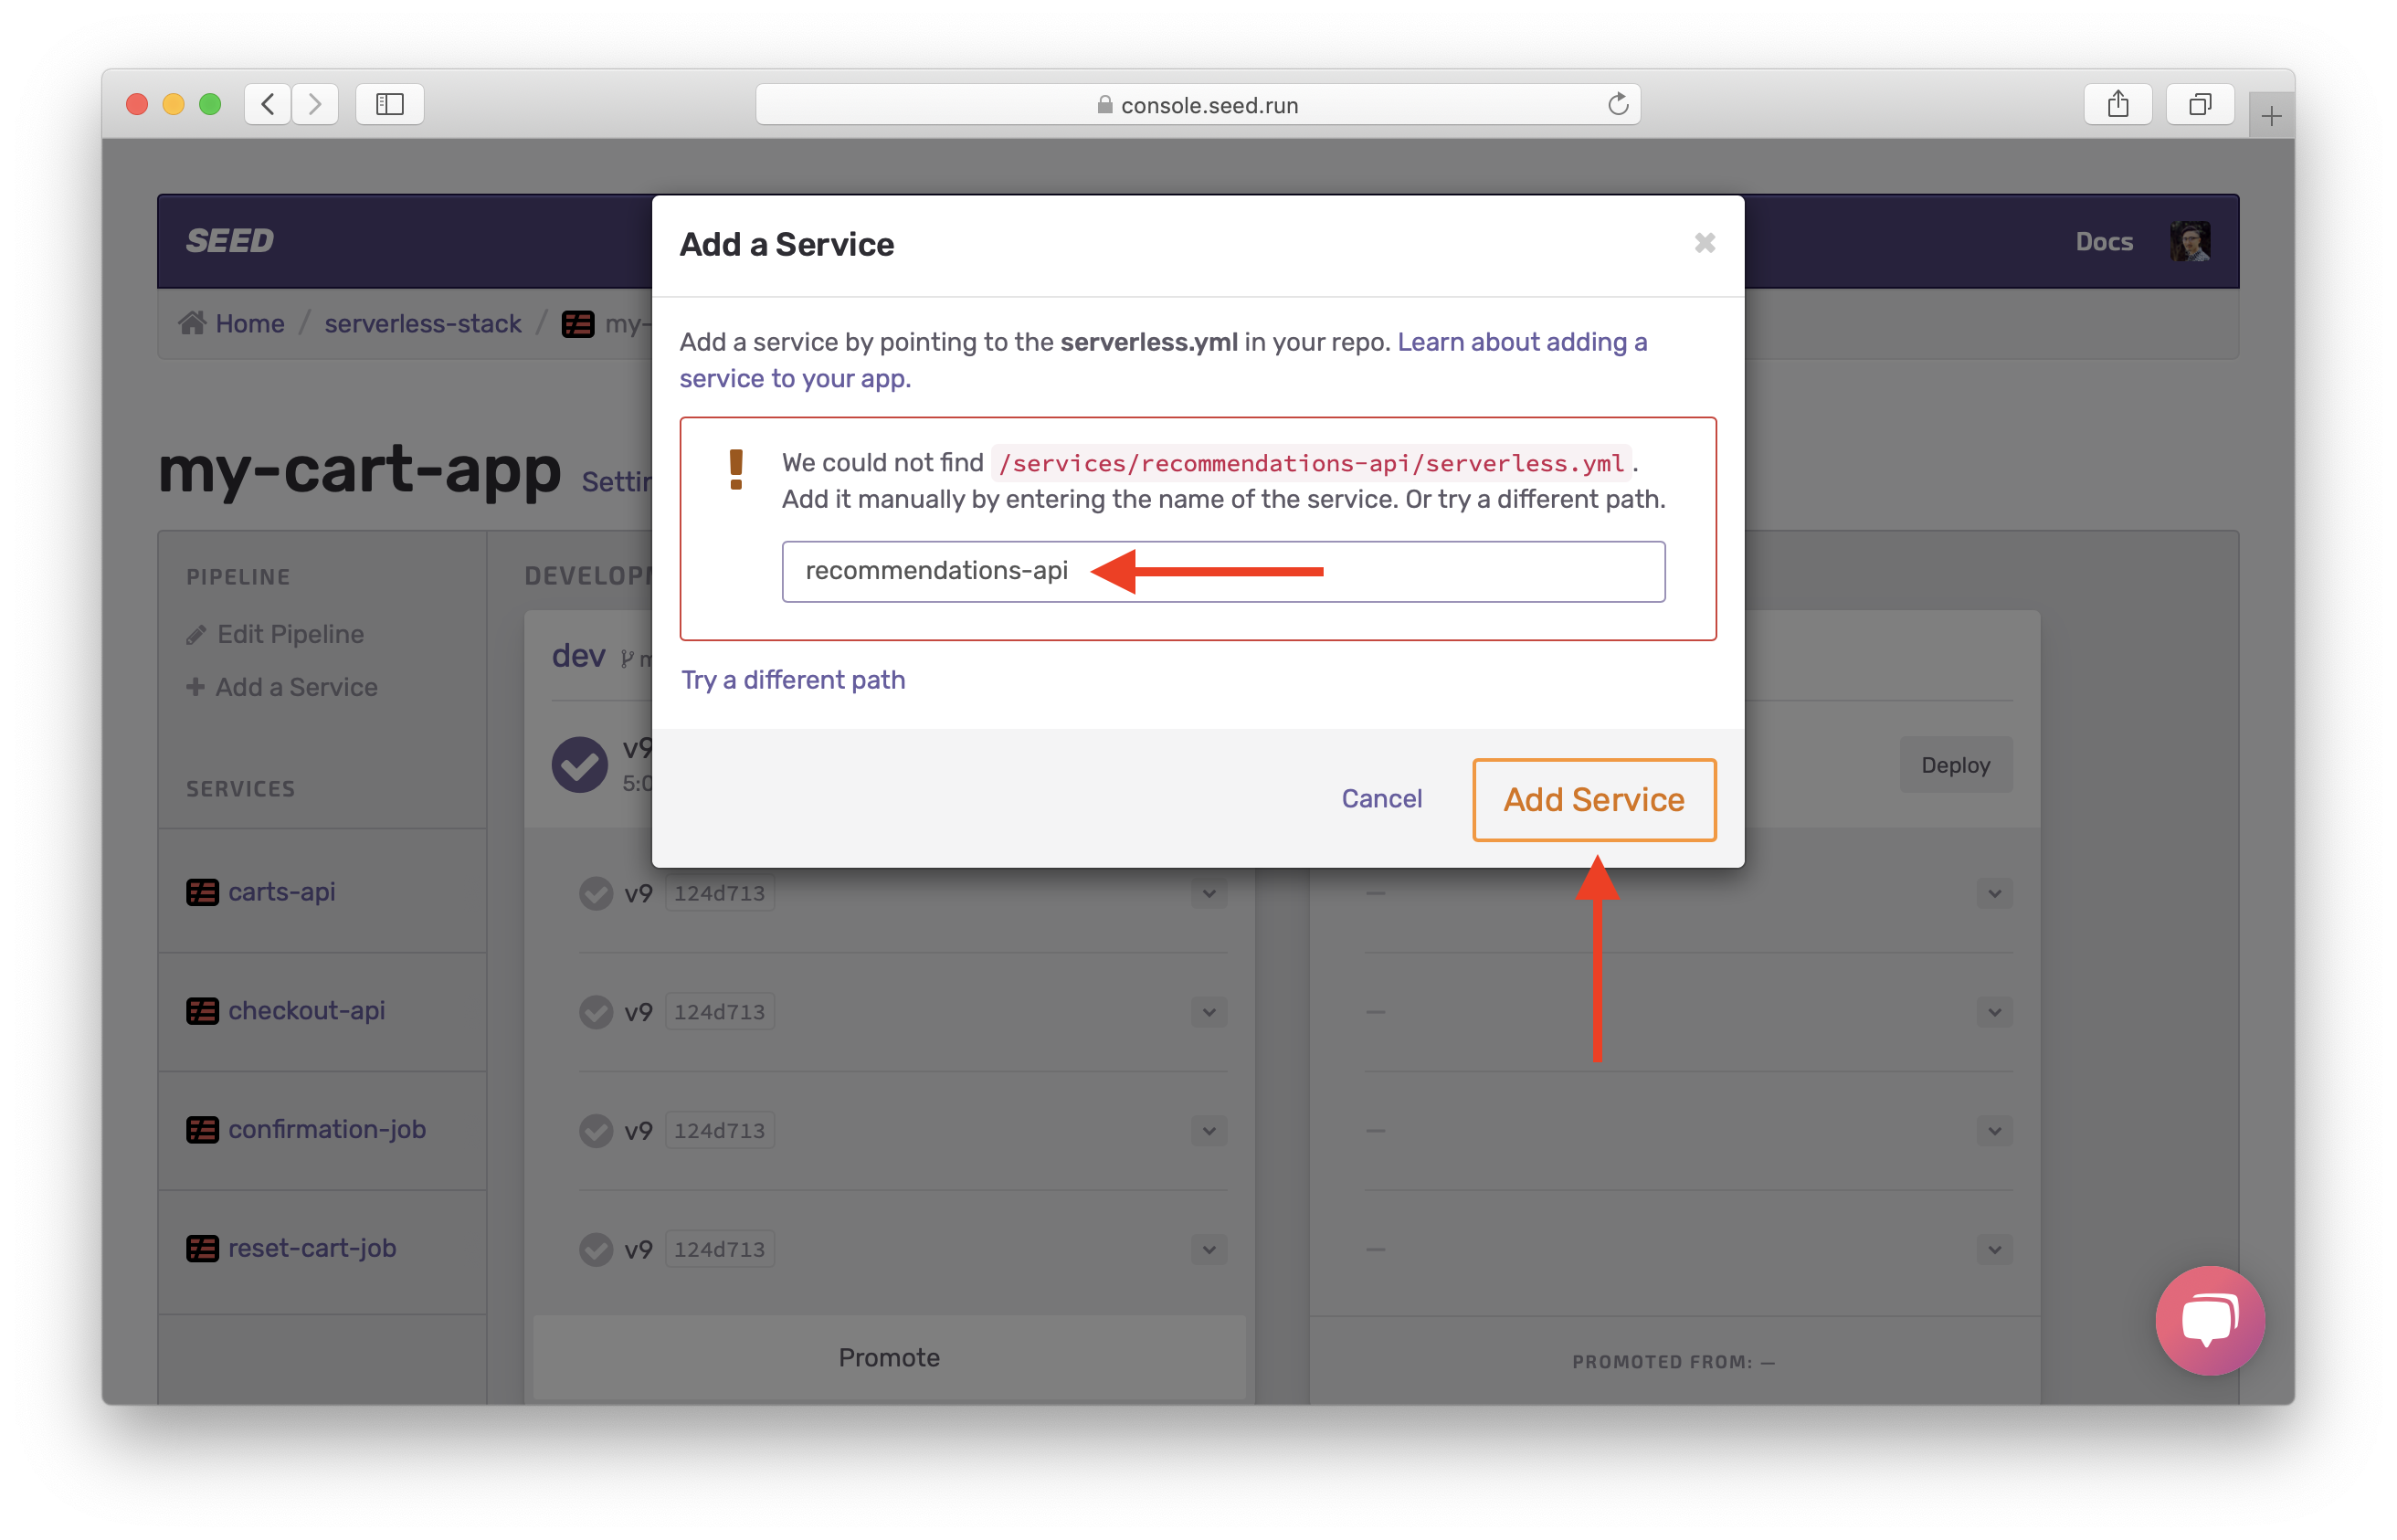 console.seed.run
SEED
Docs
Home / serverless-stack / my-
my-cart-app
Add a Service
Add a service by pointing to the serverless.yml in your repo. Learn about adding a
service to your app.
We could not find /services/recommendations-api/serverless.yml.
Add it manually by entering the name of the service. Or try a different path.
recommendations-api
Try a different path
Cancel
Add Service
PIPELINE
Edit Pipeline
Add a Service
SERVICES
carts-api
checkout-api
confirmation-job
reset-cart-job
dev
v9
v9 124d713
v9 124d713
v9 124d713
v9 124d713
Promote
Deploy
—
—
—
—
PROMOTED FROM: —